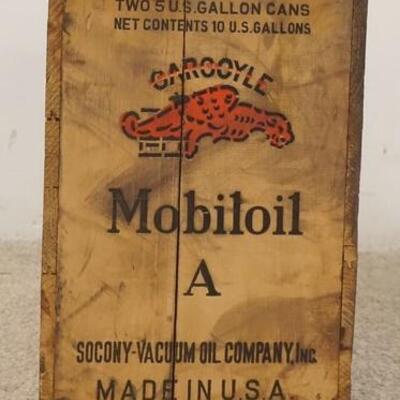 TWO 5 U.S. GALLON CANS
NET CONTENTS 10 U.S. GALLONS
GARGOYLE
Mobiloil
A
SOCONY-VACUUM OIL COMPANY, INC.
MADE IN U.S.A.